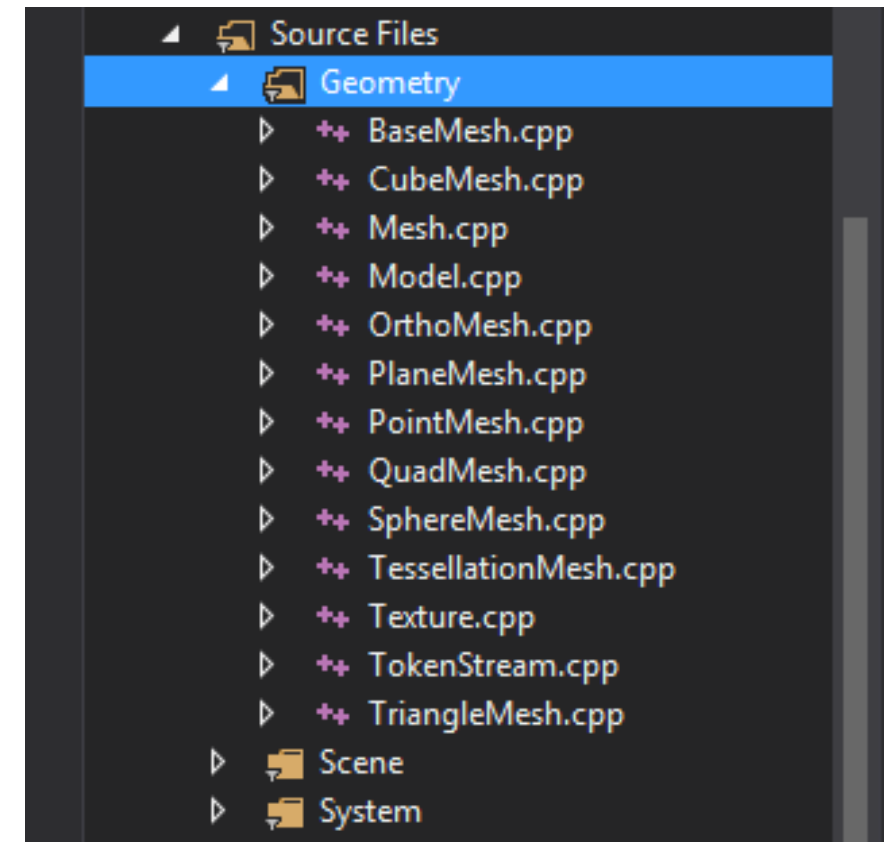 Source Files
Geometry
BaseMesh.cpp
CubeMesh.cpp
Mesh.cpp
Model.cpp
OrthoMesh.cpp
PlaneMesh.cpp
PointMesh.cpp
QuadMesh.cpp
SphereMesh.cpp
TessellationMesh.cpp
Texture.cpp
TokenStream.cpp
TriangleMesh.cpp
Scene
System